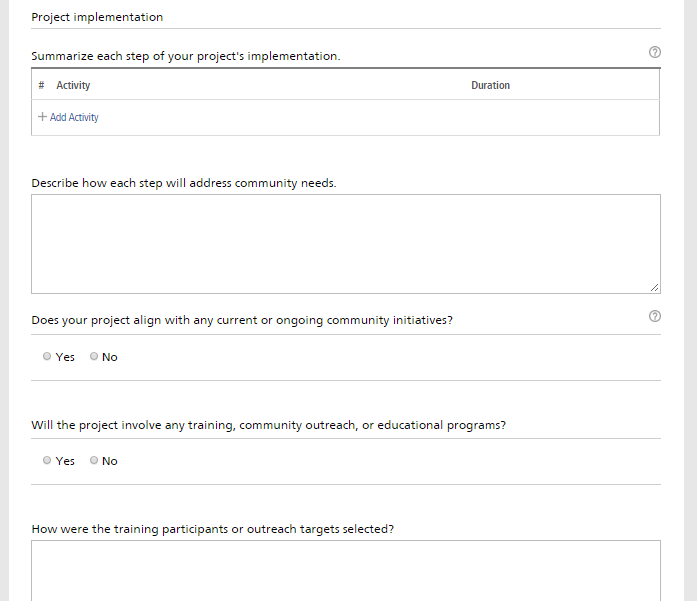 Project implementation
Summarize each step of your project's implementation.
# Activity Duration
+ Add Activity
Describe how each step will address community needs.
Does your project align with any current or ongoing community initiatives?
Yes No
Will the project involve any training, community outreach, or educational programs?
Yes No
How were the training participants or outreach targets selected?